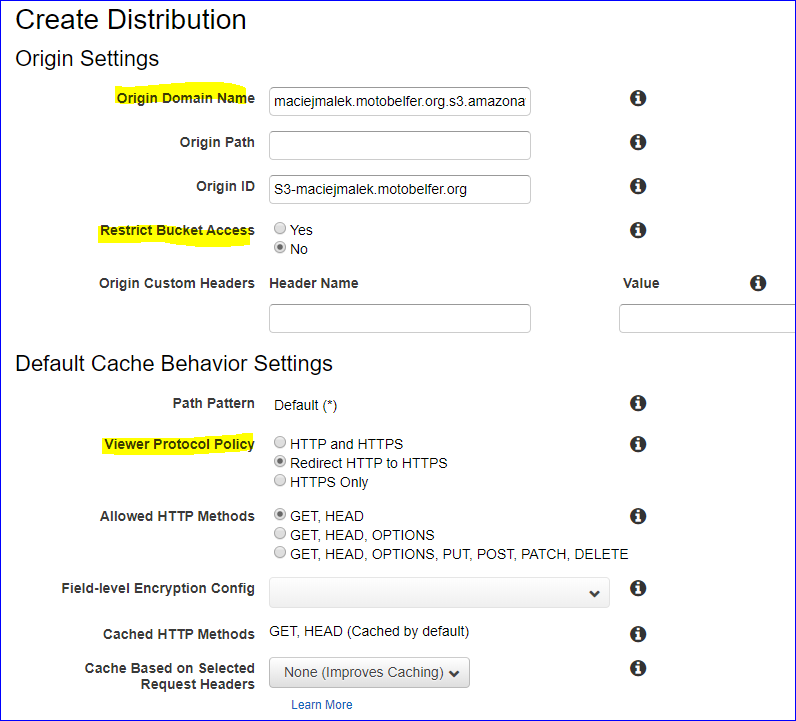 Create Distribution
Origin Settings
Origin Domain Name maciejmalek.motobelfer.org.s3.amazona
Origin Path
Origin ID S3-maciejmalek.motobelfer.org
Restrict Bucket Access Yes
No
Origin Custom Headers Header Name Value
Default Cache Behavior Settings
Path Pattern Default (*)
Viewer Protocol Policy HTTP and HTTPS
Redirect HTTP to HTTPS
HTTPS Only
Allowed HTTP Methods GET, HEAD
GET, HEAD, OPTIONS
GET, HEAD, OPTIONS, PUT, POST, PATCH, DELETE
Field-level Encryption Config
Cached HTTP Methods GET, HEAD (Cached by default)
Cache Based on Selected Request Headers None (Improves Caching)
Learn More